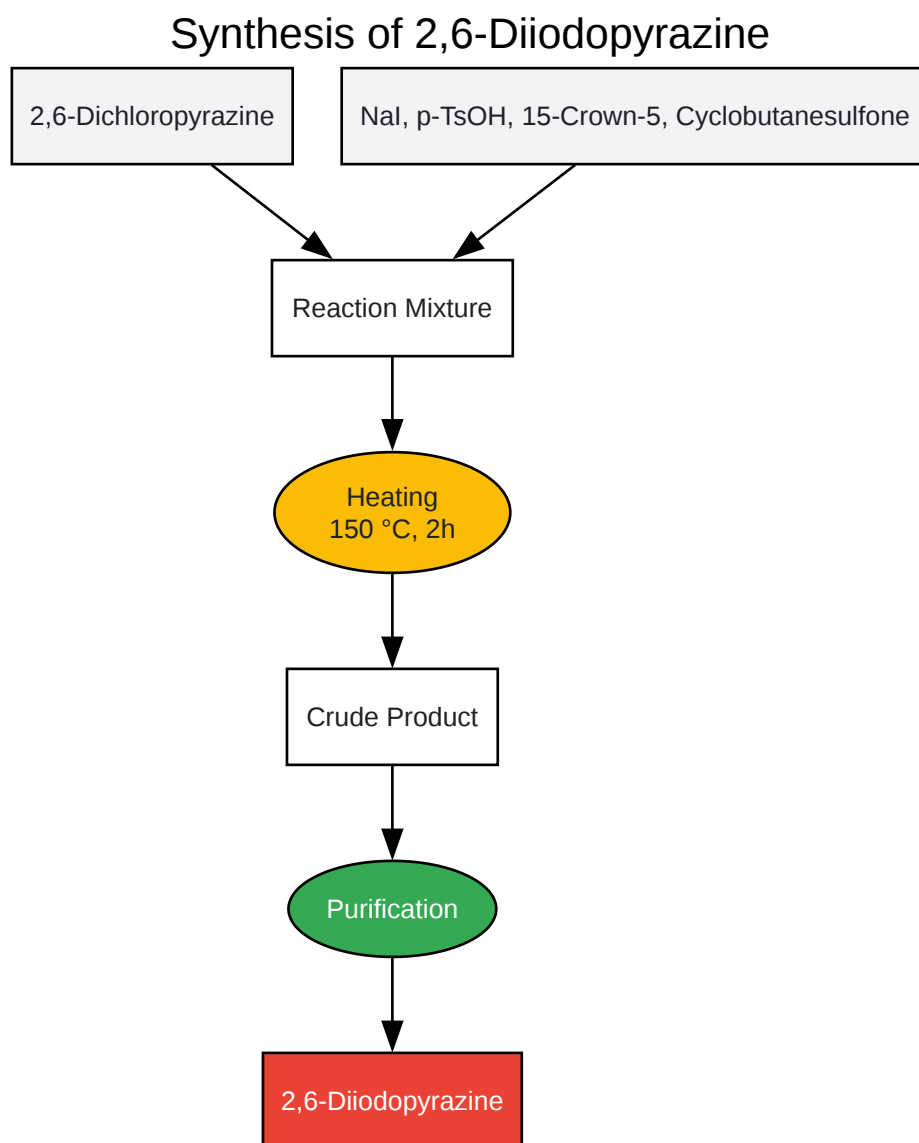 Synthesis of 2,6-Diiodopyrazine
2,6-Dichloropyrazine
NaI, p-TsOH, 15-Crown-5, Cyclobutanesulfone
Reaction Mixture
Heating
150 °C, 2h
Crude Product
Purification
2,6-Diiodopyrazine